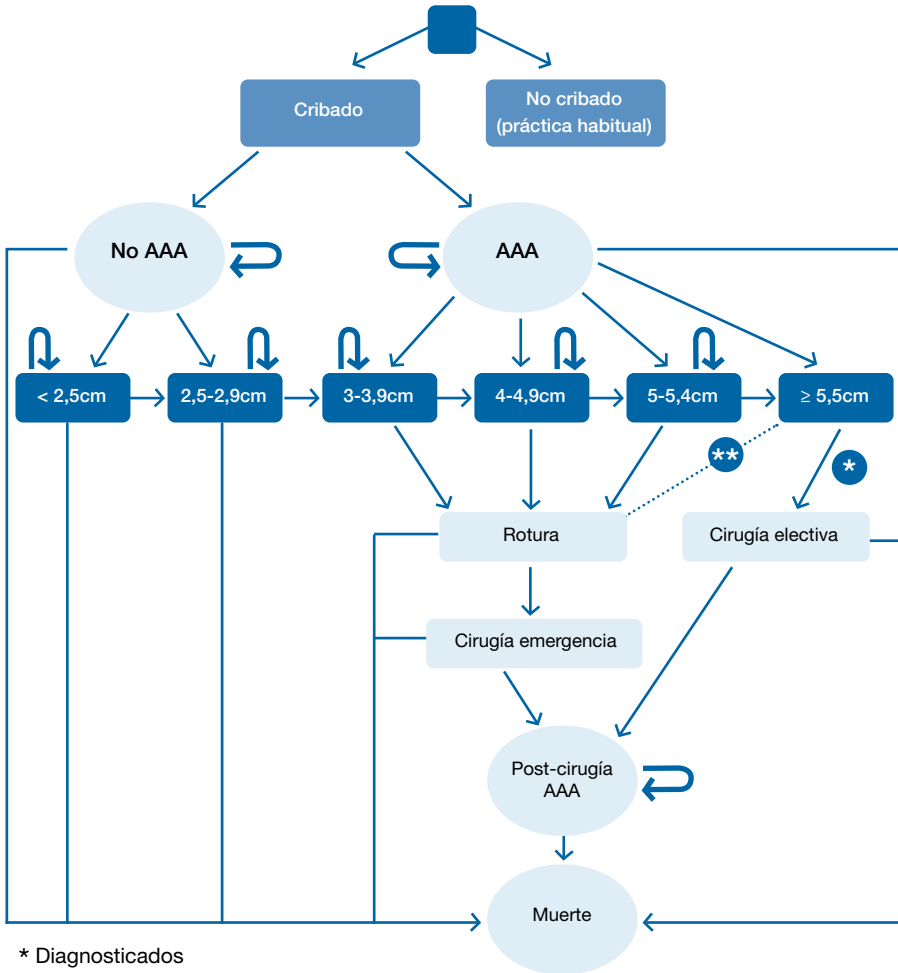 Cribado
No cribado
(práctica habitual)
No AAA
AAA
< 2,5cm
2,5-2,9cm
3-3,9cm
4-4,9cm
5-5,4cm
≥ 5,5cm
**
*
Rotura
Cirugía electiva
Cirugía emergencia
Post-cirugía
AAA
Muerte
* Diagnosticados